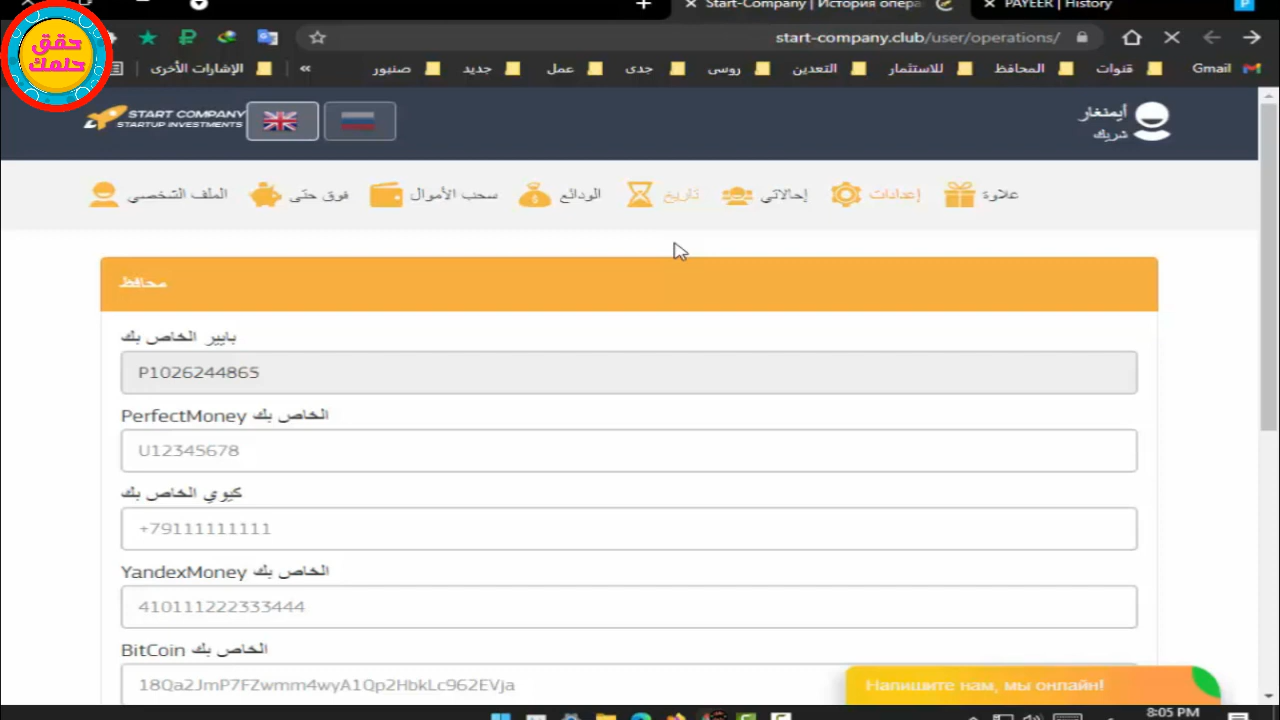 حقق
حلمك
Start-Company | История опера
PAYEER | History
start-company.club/user/operations/
الإشارات الأخرى
صنبور
جديد
عمل
جدى
روسى
التعدين
للاستثمار
المحافظ
قنوات
Gmail
START COMPANY
STARTUP INVESTMENTS
أيمنغار
شريك
الملف الشخصي
فوق حتى
سحب الأموال
الودائع
تاريخ
إحالاتي
إعدادات
علاوة
محافظ
بايير الخاص بك
P1026244865
PerfectMoney الخاص بك
U12345678
كيوي الخاص بك
+79111111111
YandexMoney الخاص بك
410111222333444
BitCoin الخاص بك
18Qa2JmP7FZwmm4wyA1Qp2HbkLc962EVja
Напишите нам, мы онлайн!
8:05 PM